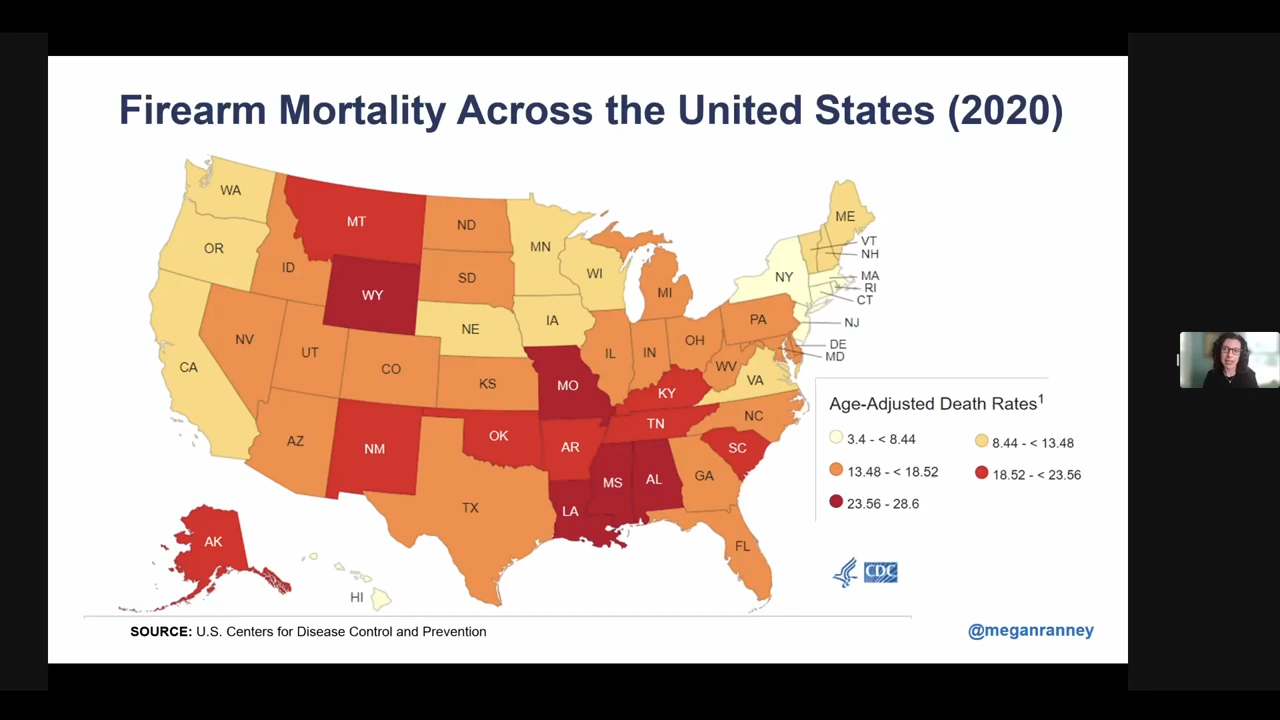 Firearm Mortality Across the United States (2020)
WA
MT
ND
MN
ME
VT
NH
OR
ID
SD
WI
NY
MA
RI
CT
WY
MI
NE
IA
PA
NJ
NV
UT
CO
IL
IN
OH
DE
MD
CA
KS
MO
WV
VA
KY
NC
AZ
NM
OK
AR
TN
SC
TX
LA
MS
AL
GA
FL
AK
HI
Age-Adjusted Death Rates1
3.4 - < 8.44
8.44 - < 13.48
13.48 - < 18.52
18.52 - < 23.56
23.56 - 28.6
CDC
SOURCE: U.S. Centers for Disease Control and Prevention
@meganranney